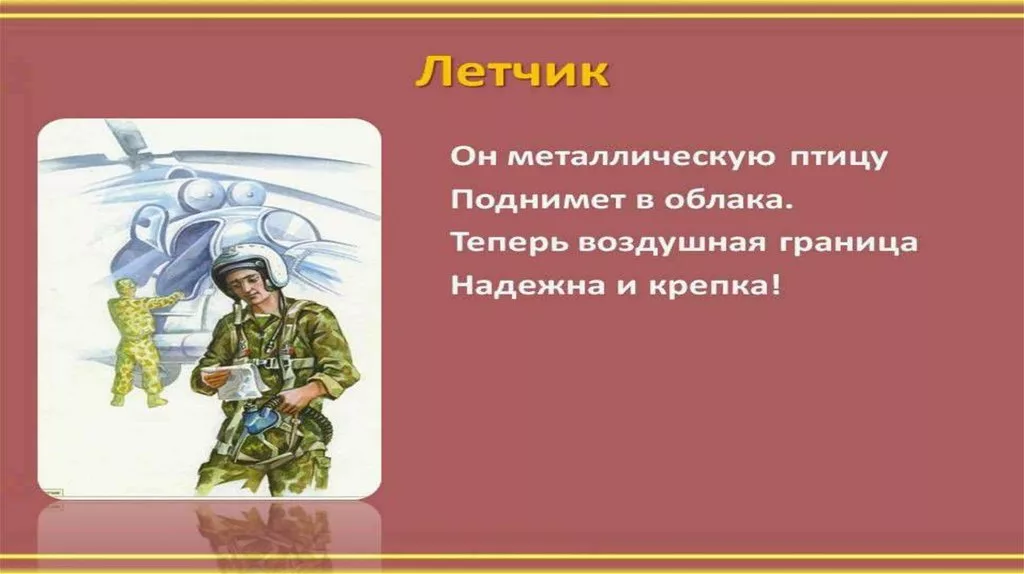 Летчик
Он металлическую птицу
Поднимет в облака.
Теперь воздушная граница
Надежна и крепка!